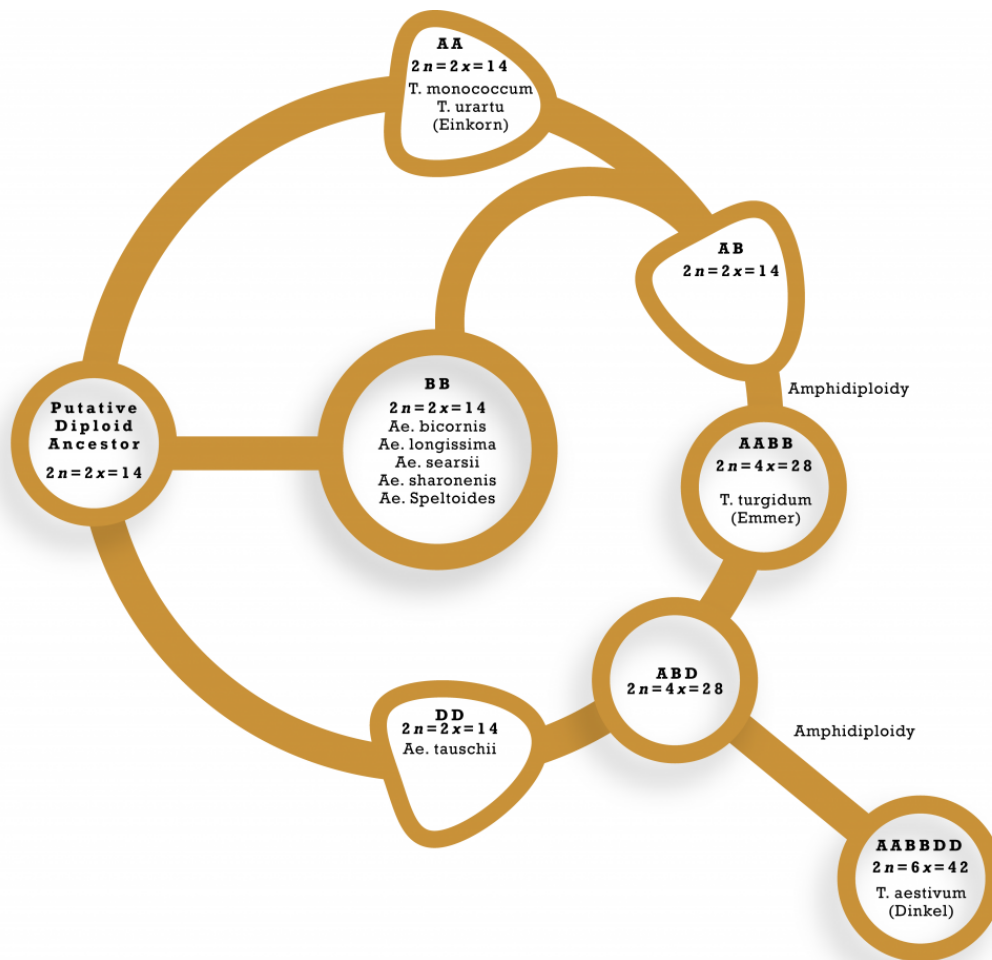 AA
2n=2x=14
T. monococcum
T. urartu
(Einkorn)
AB
2n=2x=14
Putative
Diploid
Ancestor
2n=2x=14
BB
2n=2x=14
Ae. bicornis
Ae. longissima
Ae. searsii
Ae. sharonenis
Ae. Speltoides
Amphidiploidy
AABB
2n=4x=28
T. turgidum
(Emmer)
ABD
2n=4x=28
DD
2n=2x=14
Ae. tauschii
Amphidiploidy
AABBDD
2n=6x=42
T. aestivum
(Dinkel)